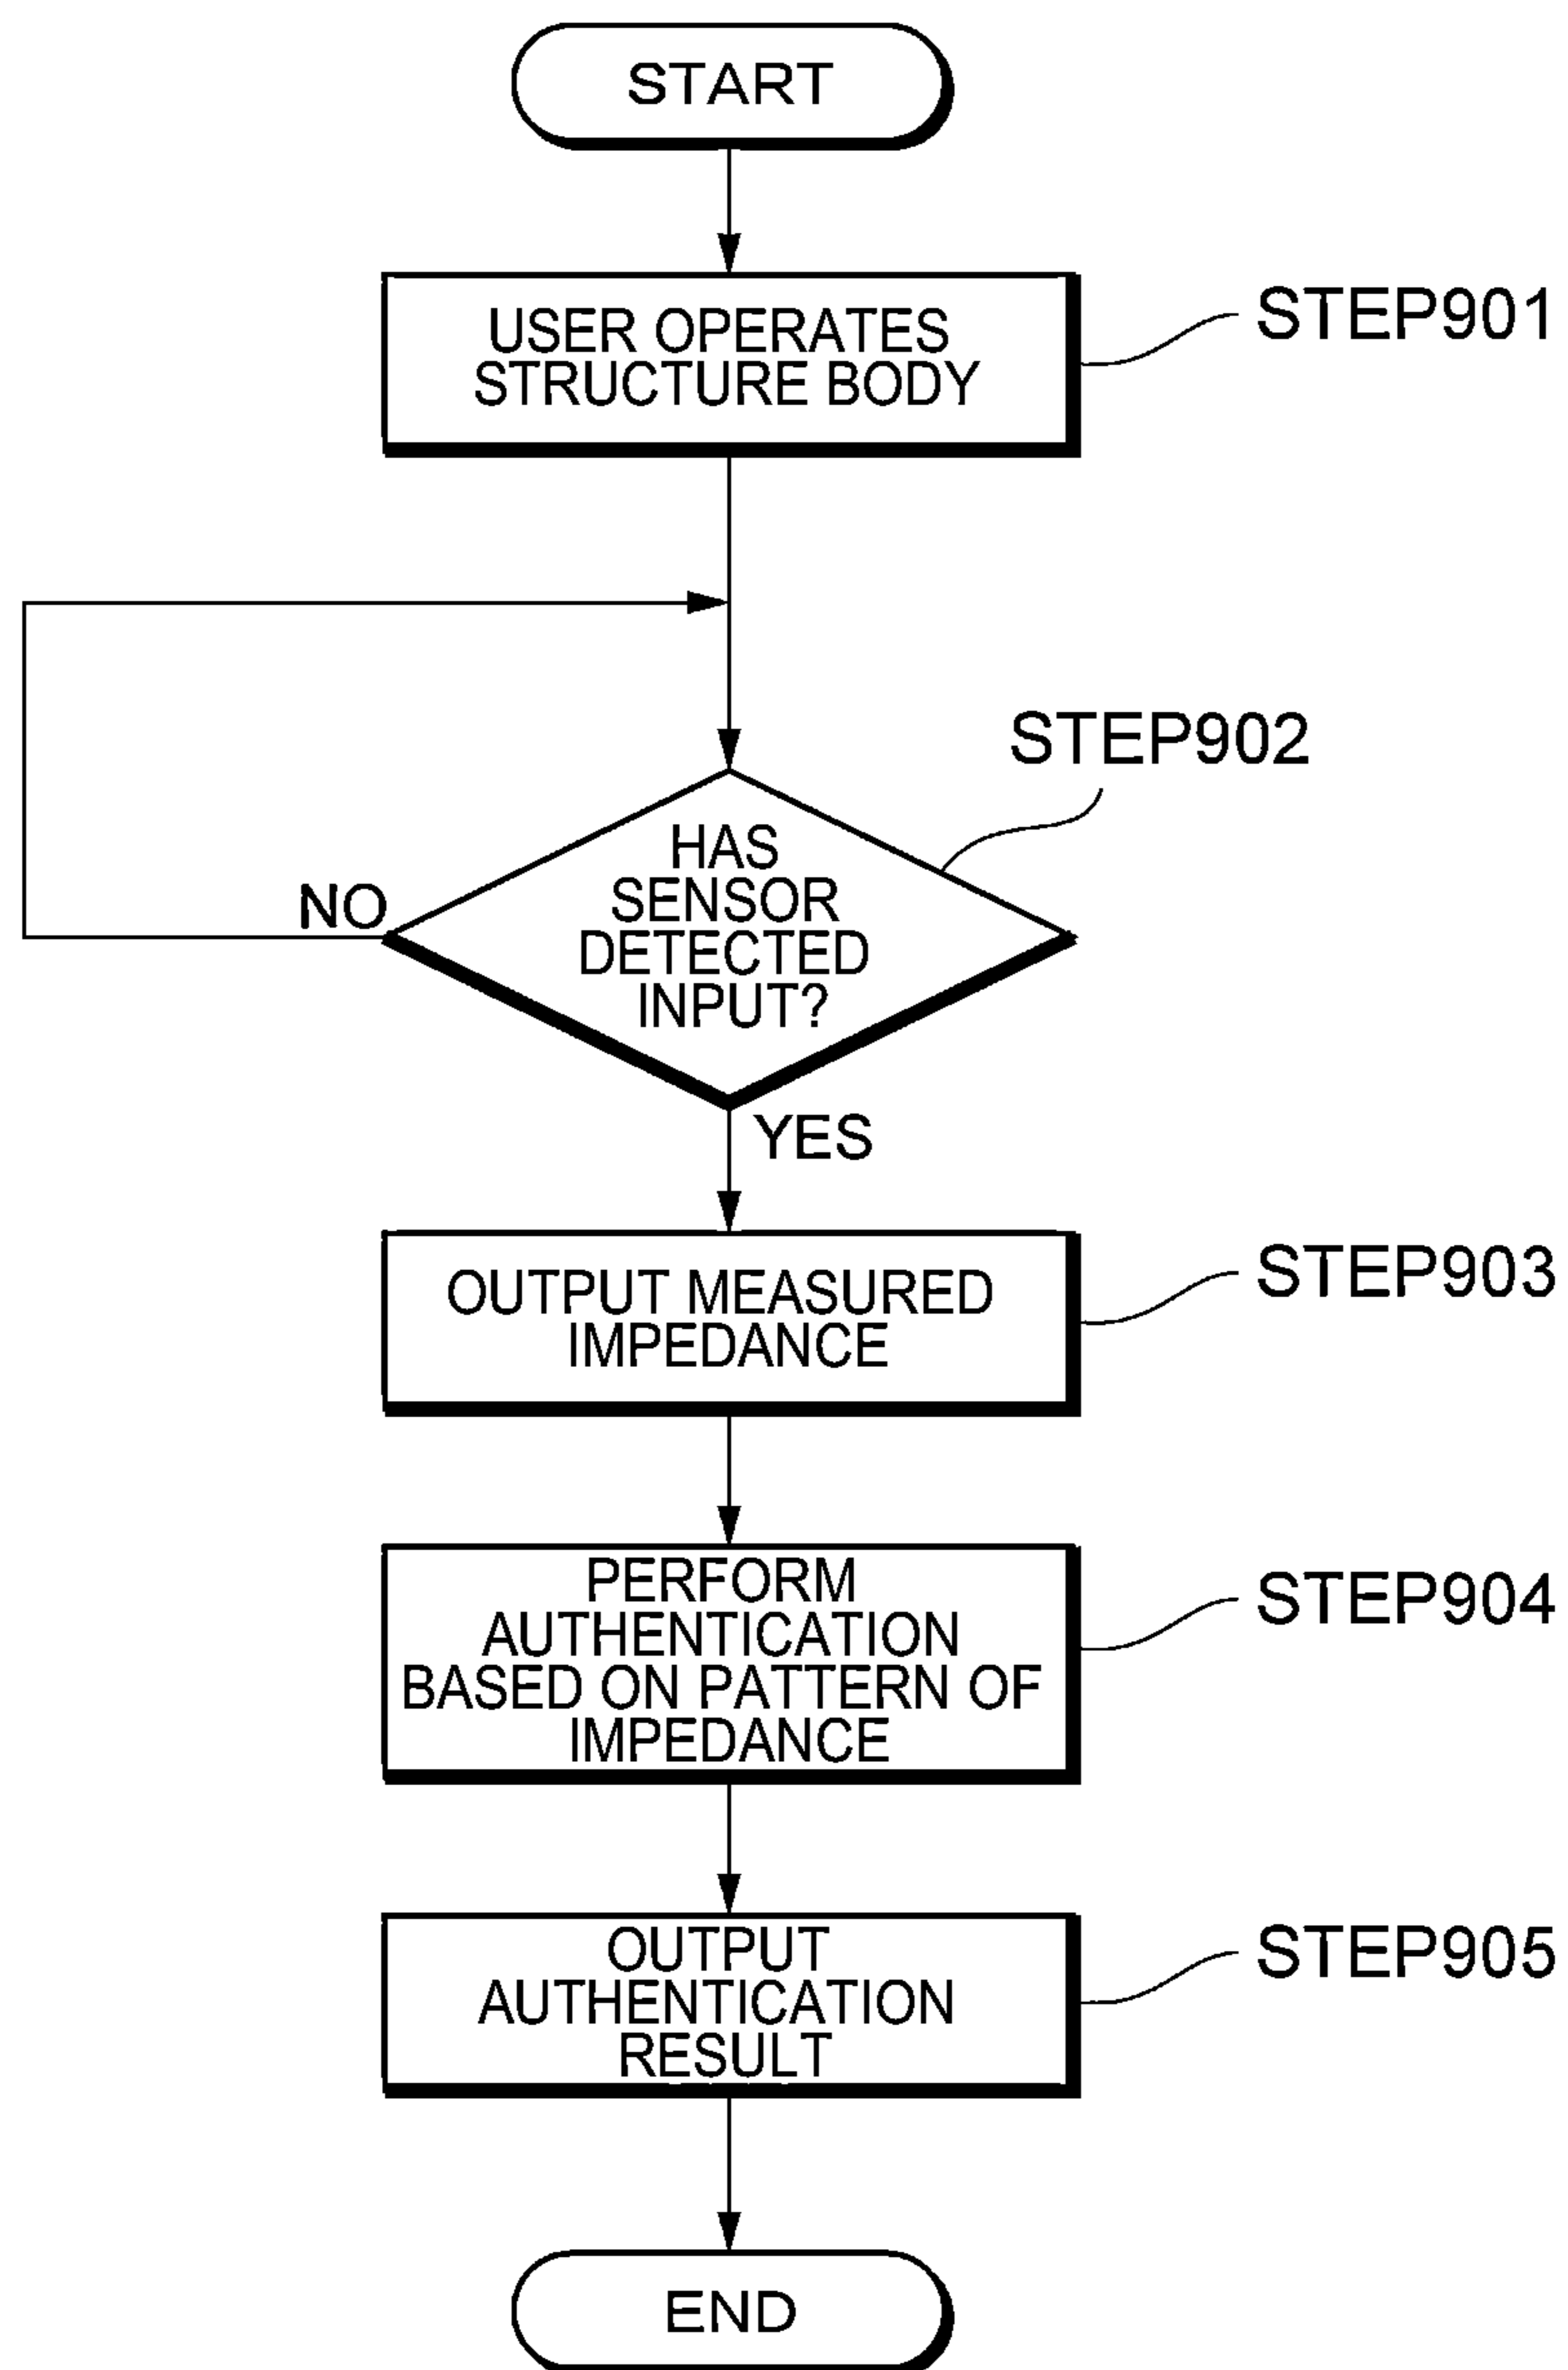 START
USER OPERATES
STRUCTURE BODY
STEP901
STEP902
HAS
SENSOR
DETECTED
INPUT?
NO
YES
OUTPUT MEASURED
IMPEDANCE
STEP903
PERFORM
AUTHENTICATION
BASED ON PATTERN OF
IMPEDANCE
STEP904
OUTPUT
AUTHENTICATION
RESULT
STEP905
END